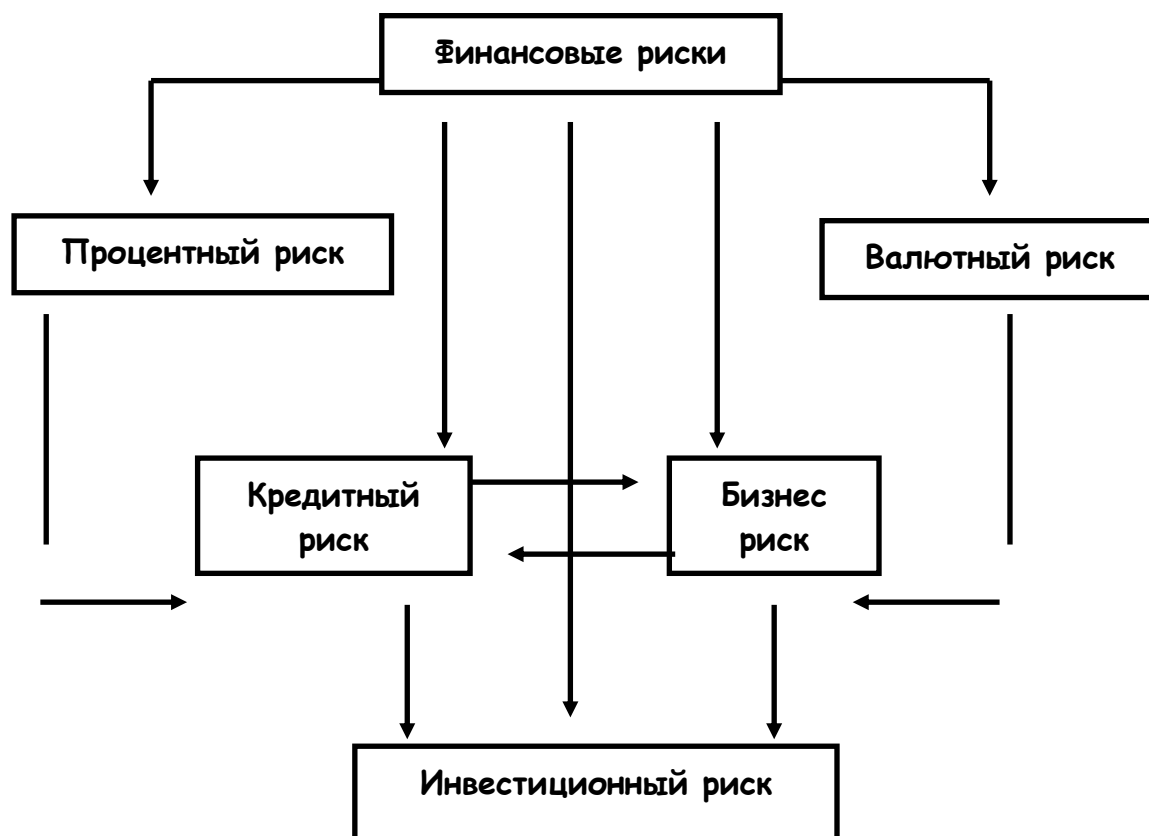 Финансовые риски
Процентный риск
Валютный риск
Кредитный
риск
Бизнес
риск
Инвестиционный риск